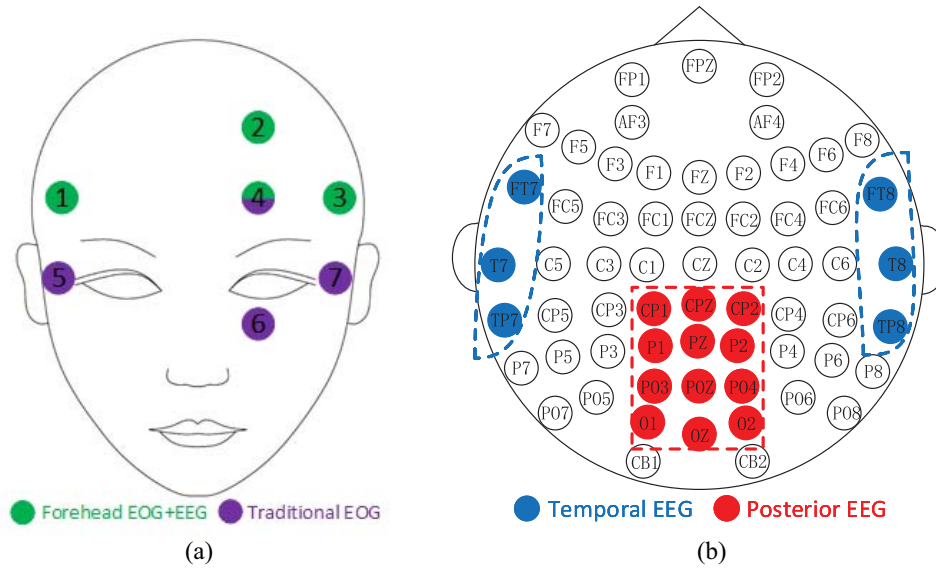 2
1
4
3
5
7
6
Forehead EOG+EEG
Traditional EOG
(a)
FPZ
FP1
FP2
AF3
AF4
F7
F5
F3
F1
FZ
F2
F4
F6
F8
FT7
FC5
FC3
FC1
FCZ
FC2
FC4
FC6
FT8
T7
C5
C3
C1
CZ
C2
C4
C6
T8
TP7
CP5
CP3
CP1
CPZ
CP2
CP4
CP6
TP8
P7
P5
P3
P1
PZ
P2
P4
P6
P8
PO7
PO5
PO3
POZ
PO4
PO6
PO8
O1
OZ
O2
CB1
CB2
Temporal EEG
Posterior EEG
(b)